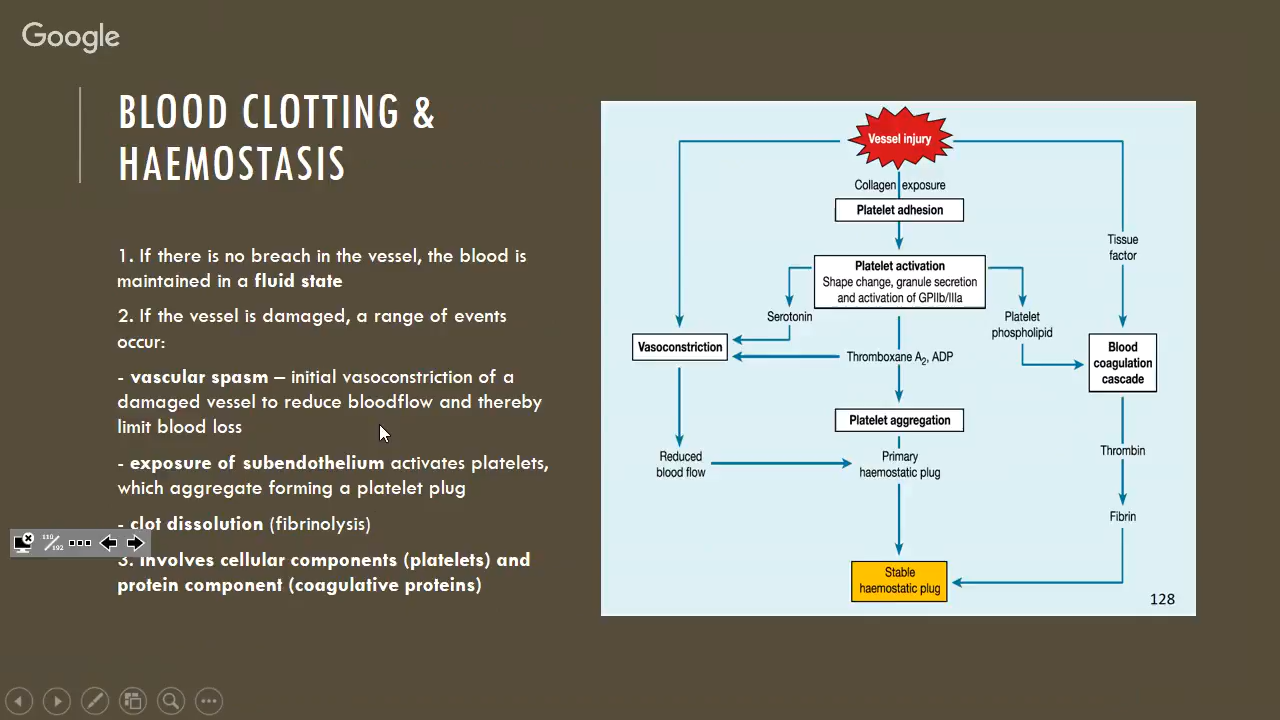 Google
BLOOD CLOTTING &
HAEMOSTASIS
1. If there is no breach in the vessel, the blood is
maintained in a fluid state
2. If the vessel is damaged, a range of events
occur:
- vascular spasm – initial vasoconstriction of a
damaged vessel to reduce bloodflow and thereby
limit blood loss
- exposure of subendothelium activates platelets,
which aggregate forming a platelet plug
- clot dissolution (fibrinolysis)
3. Involves cellular components (platelets) and
protein component (coagulative proteins)
Vessel injury
Collagen exposure
Platelet adhesion
Tissue
factor
Platelet activation
Shape change, granule secretion
and activation of GPIIb/IIIa
Serotonin
Platelet
phospholipid
Vasoconstriction
Thromboxane A2, ADP
Blood
coagulation
cascade
Platelet aggregation
Reduced
blood flow
Primary
haemostatic plug
Thrombin
Fibrin
Stable
haemostatic plug
128